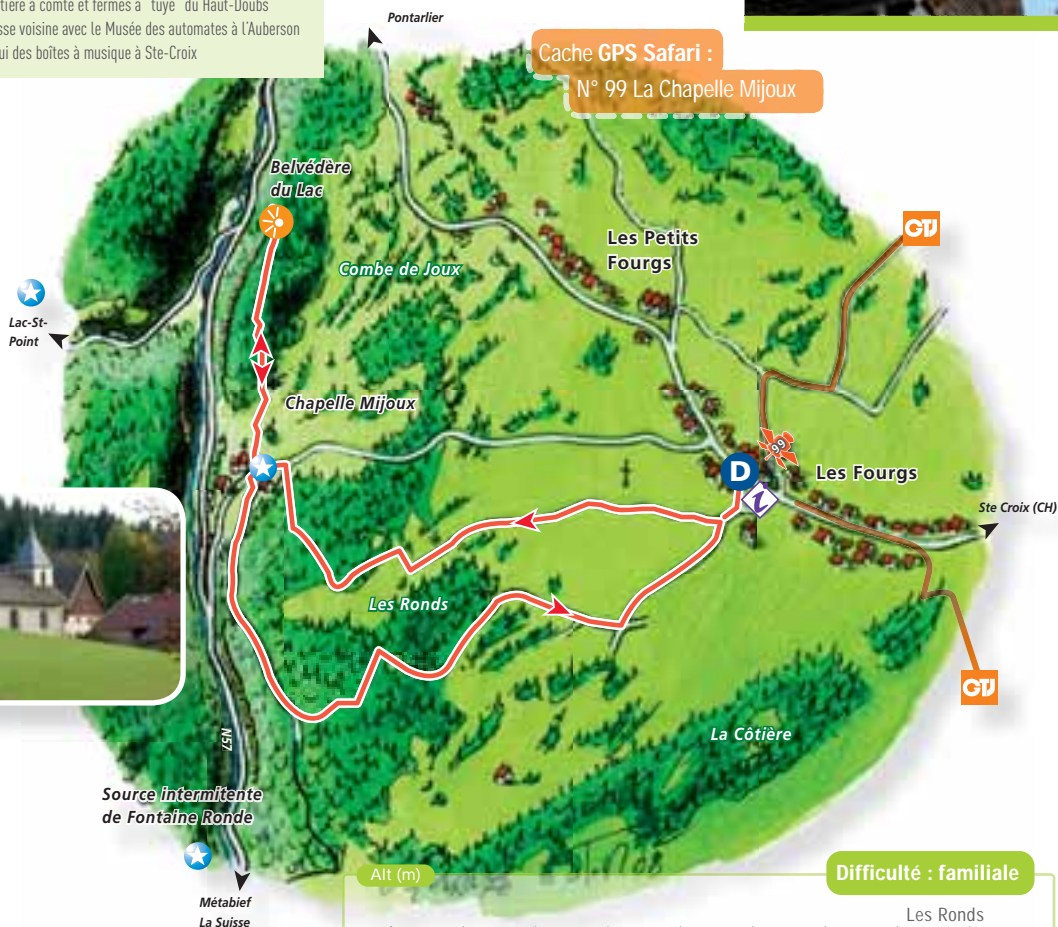 tière à comté et fermes à "tuyé" du Haut-Doubs
sse voisine avec le Musée des automates à l'Auberson
ui des boîtes à musique à Ste-Croix
Pontarlier
Cache GPS Safari :
N° 99 La Chapelle Mijoux
Belvédère
du Lac
Les Petits
Fourgs
GTJ
Combe de Joux
Lac-St-
Point
Chapelle Mijoux
99
D
Les Fourgs
i
Ste Croix (CH)
Les Ronds
GTJ
N57
La Côtière
Source intermitente
de Fontaine Ronde
Métabief
La Suisse
Alt (m)
Difficulté : familiale
Les Ronds